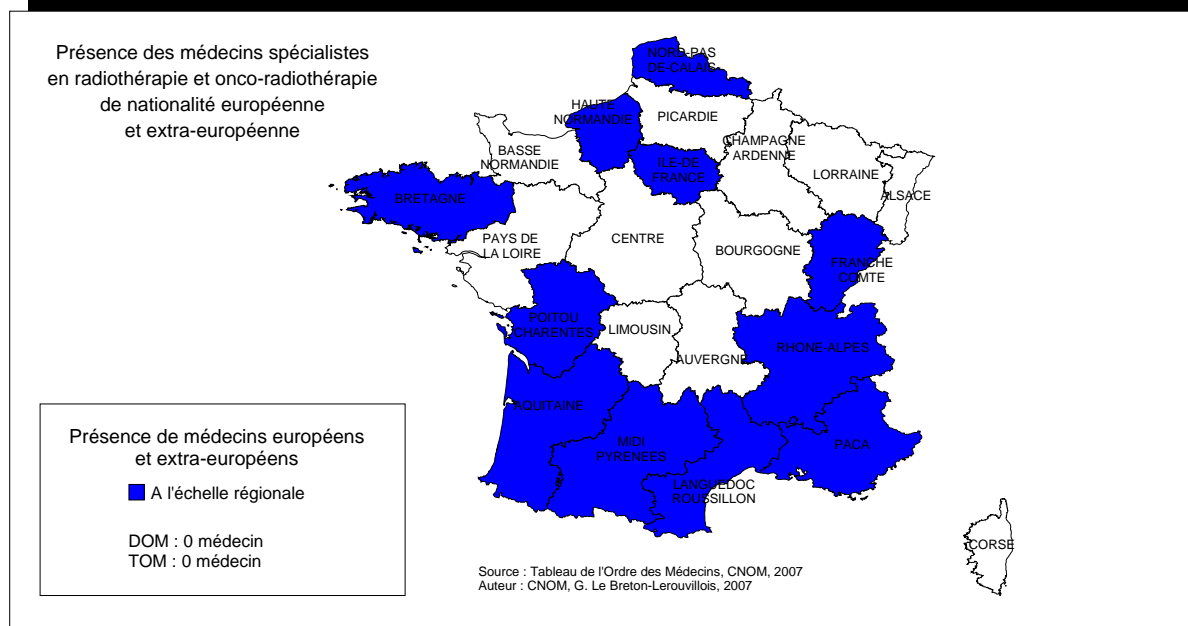 Présence des médecins spécialistes
en radiothérapie et onco-radiothérapie
de nationalité européenne
et extra-européenne
NORD-PAS
DE-CALAIS
HAUTE
NORMANDIE
PICARDIE
BASSE
NORMANDIE
CHAMPAGNE
ARDENNE
ILE-DE
FRANCE
LORRAINE
ALSACE
BRETAGNE
PAYS DE
LA LOIRE
CENTRE
BOURGOGNE
FRANCHE
COMTE
POITOU
CHARENTES
LIMOUSIN
AUVERGNE
RHONE-ALPES
AQUITAINE
MIDI
PYRENEES
PACA
LANGUEDOC
ROUSSILLON
CORSE
Présence de médecins européens
et extra-européens
A l'échelle régionale
DOM : 0 médecin
TOM : 0 médecin
Source : Tableau de l'Ordre des Médecins, CNOM, 2007
Auteur : CNOM, G. Le Breton-Lerouvillois, 2007